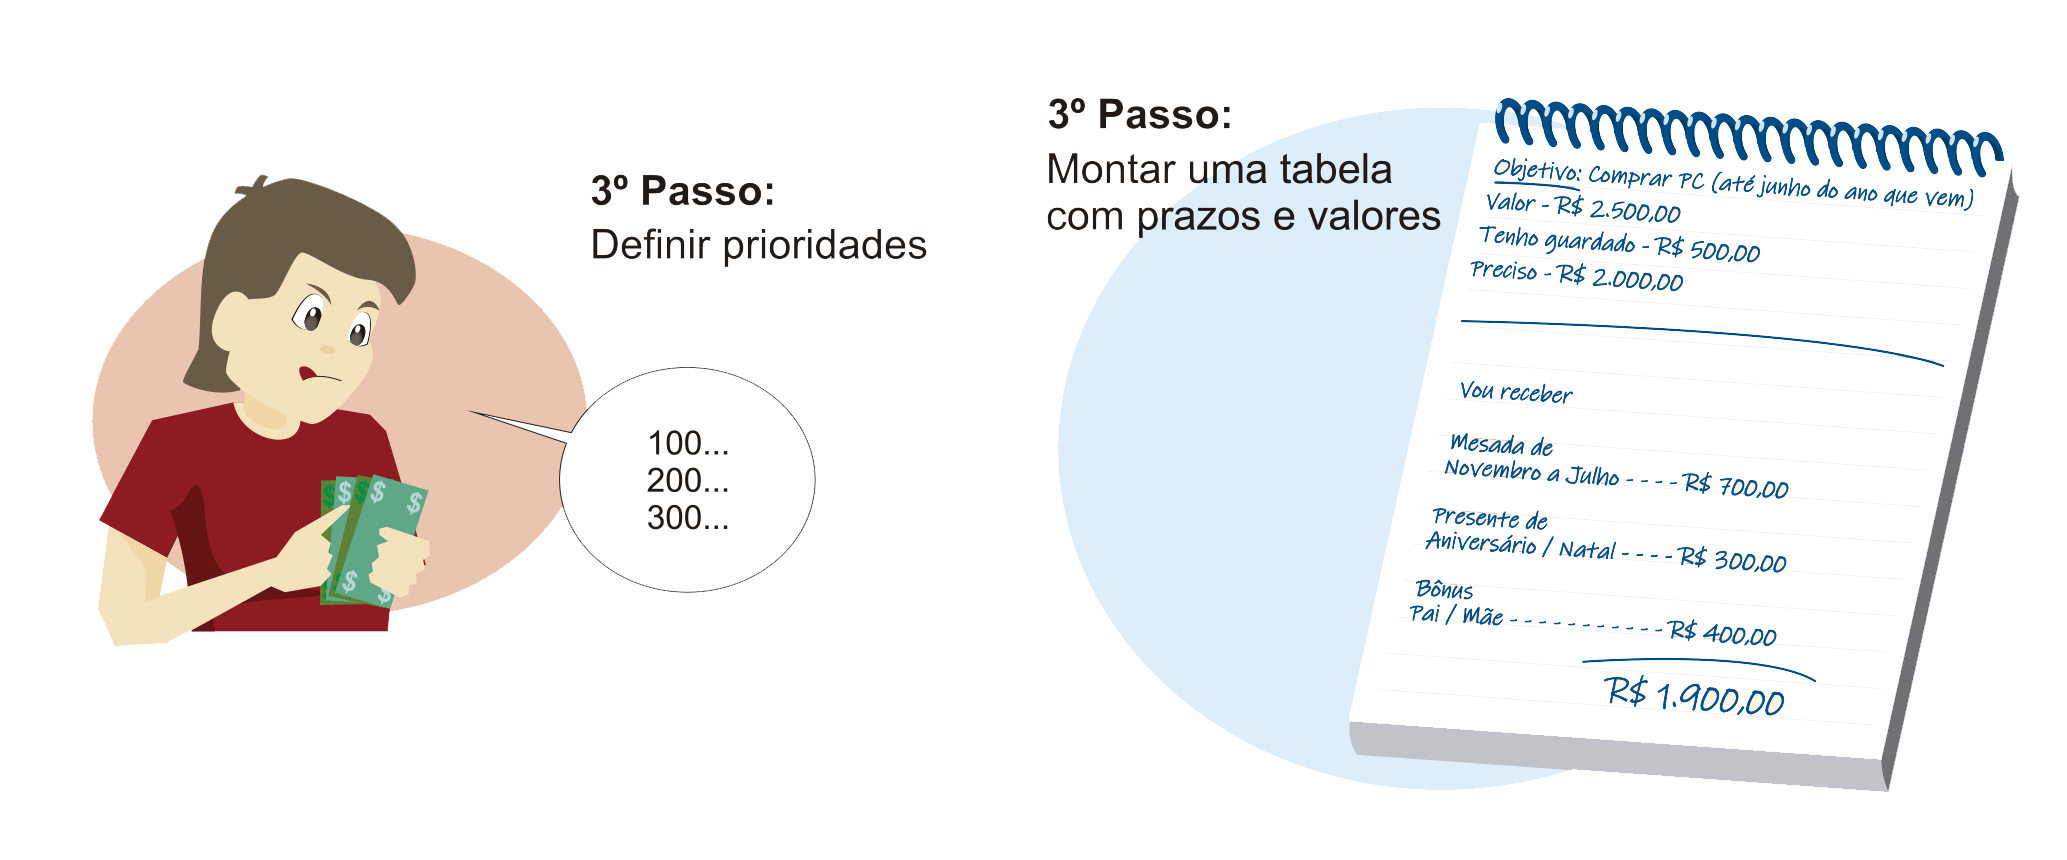 3º Passo:
Definir prioridades
100...
200...
300...
3º Passo:
Montar uma tabela
com prazos e valores
Objetivo: Comprar PC (até junho do ano que vem)
Valor - R$ 2.500,00
Tenho guardado - R$ 500,00
Preciso - R$ 2.000,00
Vou receber
Mesada de
Novembro a Julho - - - - R$ 700,00
Presente de
Aniversário / Natal - - - - R$ 300,00
Bônus
Pai / Mãe - - - - - - - - - - - R$ 400,00
R$ 1.900,00